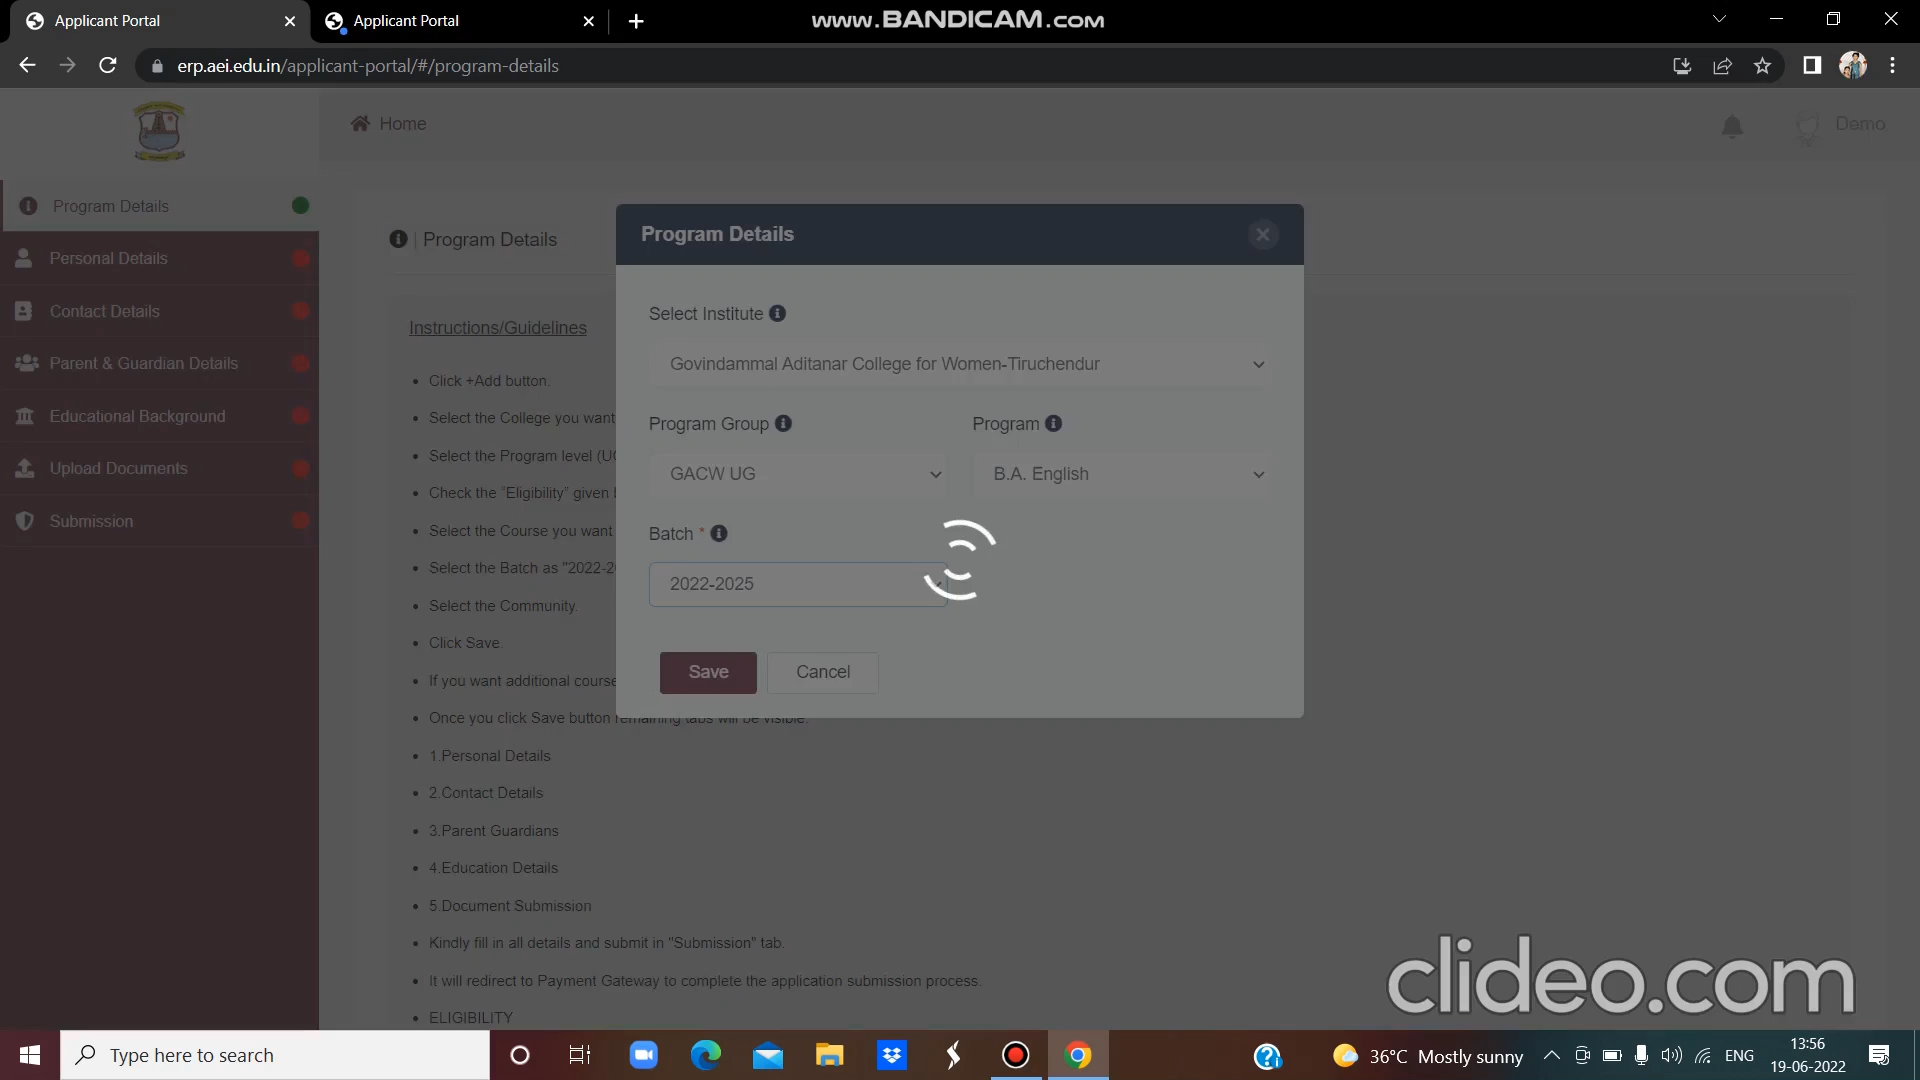 Applicant Portal
Applicant Portal
www.BANDICAM.com
erp.aei.edu.in/applicant-portal/#/program-details
Home
Demo
Program Details
Personal Details
Contact Details
Parent & Guardian Details
Educational Background
Upload Documents
Submission
| Program Details
Instructions/Guidelines
Click +Add button.
Select the College you want
Select the Program level (U
Check the "Eligibility" given
Select the Course you want
Select the Batch as "2022-2
Select the Community.
Click Save.
If you want additional course
Once you click Save button remaining tabs will be visible.
1.Personal Details
2.Contact Details
3.Parent Guardians
4.Education Details
5.Document Submission
Kindly fill in all details and submit in "Submission" tab.
It will redirect to Payment Gateway to complete the application submission process.
ELIGIBILITY
Program Details
Select Institute
Govindammal Aditanar College for Women-Tiruchendur
Program Group
Program
GACW UG
B.A. English
Batch *
2022-2025
Save
Cancel
clideo.com
Type here to search
36°C Mostly sunny
ENG
13:56
19-06-2022